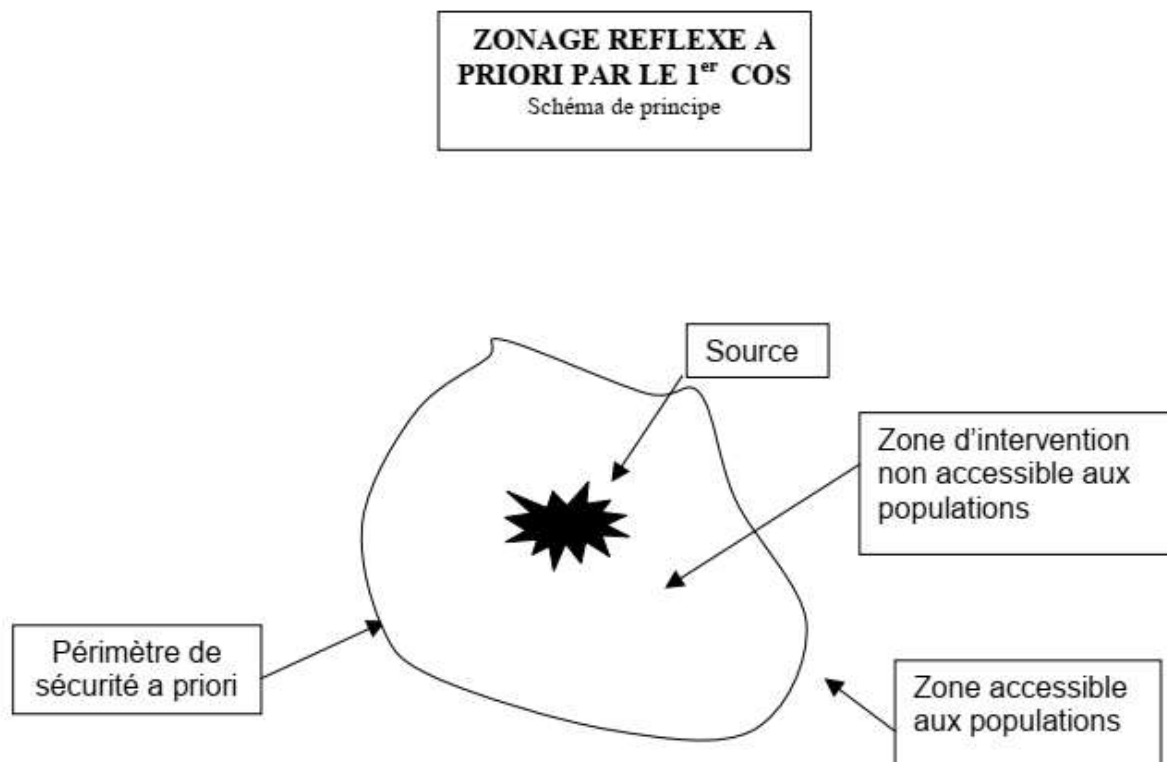 ZONAGE REFLEXE A
PRIORI PAR LE 1er COS
Schéma de principe
Source
Zone d'intervention
non accessible aux
populations
Périmètre de
sécurité a priori
Zone accessible
aux populations